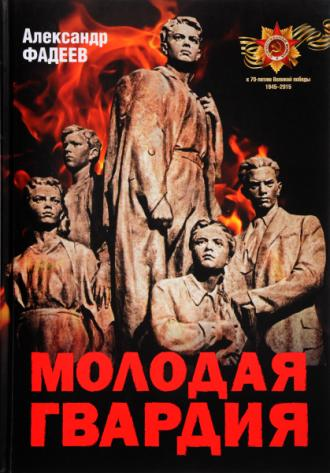 Александр
ФАДЕЕВ
к 70-летию Великой победы
1945-2015
МОЛОДАЯ
ГВАРДИЯ